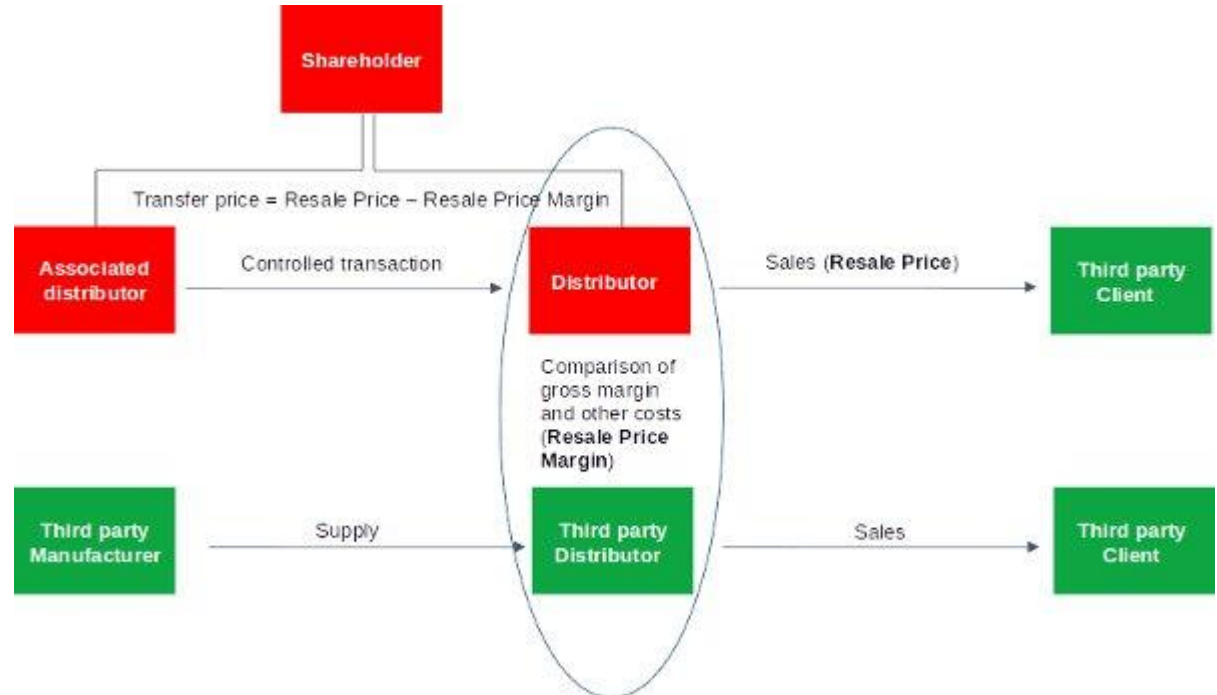 Shareholder
Transfer price = Resale Price – Resale Price Margin
Associated
distributor
Controlled transaction
Distributor
Sales (Resale Price)
Third party
Client
Comparison of
gross margin
and other costs
(Resale Price
Margin)
Third party
Manufacturer
Supply
Third party
Distributor
Sales
Third party
Client